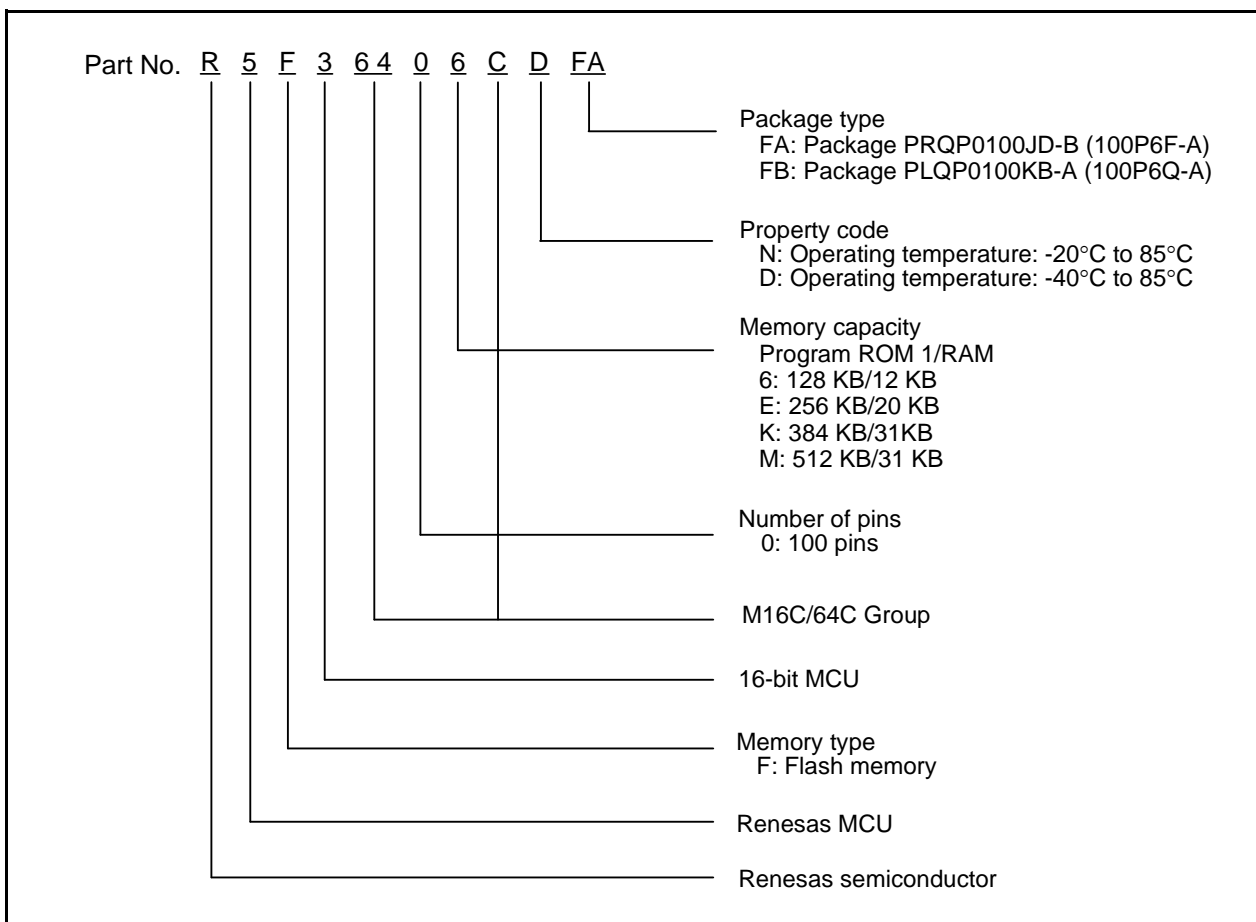 Part No. R 5 F 3 64 0 6 C D FA
Package type
FA: Package PRQP0100JD-B (100P6F-A)
FB: Package PLQP0100KB-A (100P6Q-A)
Property code
N: Operating temperature: -20°C to 85°C
D: Operating temperature: -40°C to 85°C
Memory capacity
Program ROM 1/RAM
6: 128 KB/12 KB
E: 256 KB/20 KB
K: 384 KB/31KB
M: 512 KB/31 KB
Number of pins
0: 100 pins
M16C/64C Group
16-bit MCU
Memory type
F: Flash memory
Renesas MCU
Renesas semiconductor